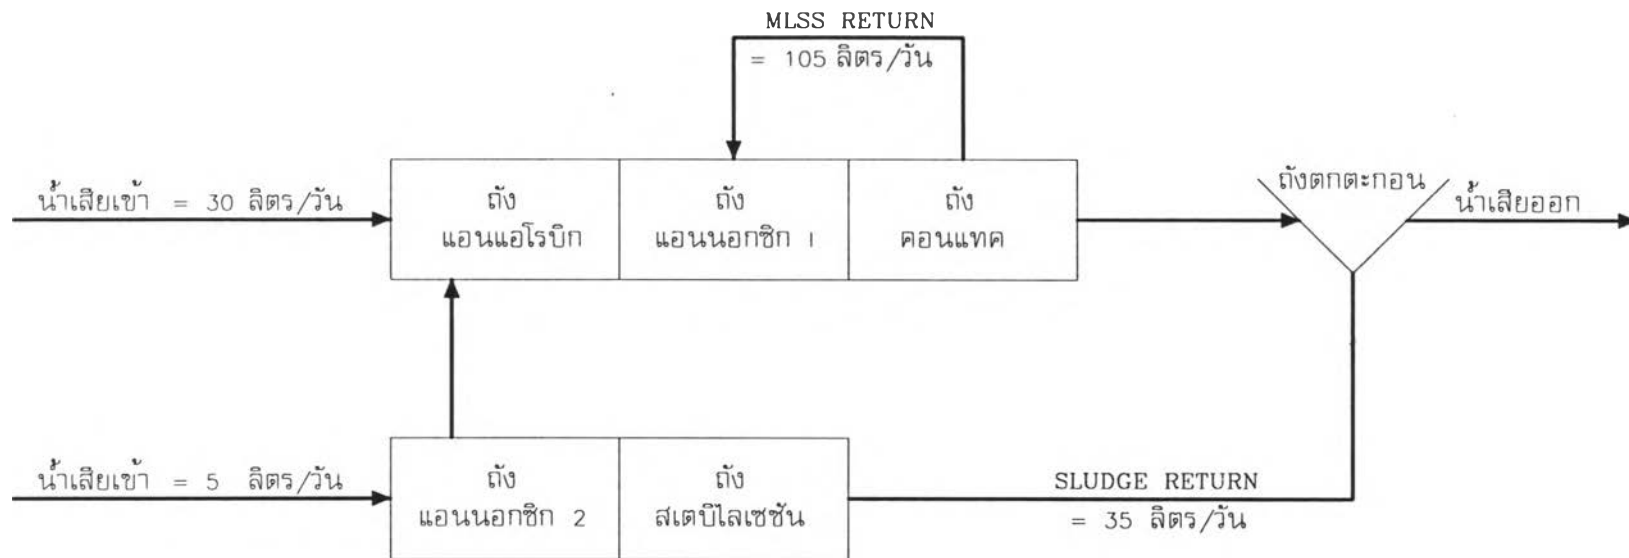 MLSS RETURN
= 105 ลิตร/วัน
น้ำเสียเข้า = 30 ลิตร/วัน
ถัง
แอนแอโรบิก
ถัง
แอนนอกซิก 1
ถัง
คอนแทค
ถังตกตะกอน
น้ำเสียออก
น้ำเสียเข้า = 5 ลิตร/วัน
ถัง
แอนนอกซิก 2
ถัง
สเตบิไลเซชัน
SLUDGE RETURN
= 35 ลิตร/วัน